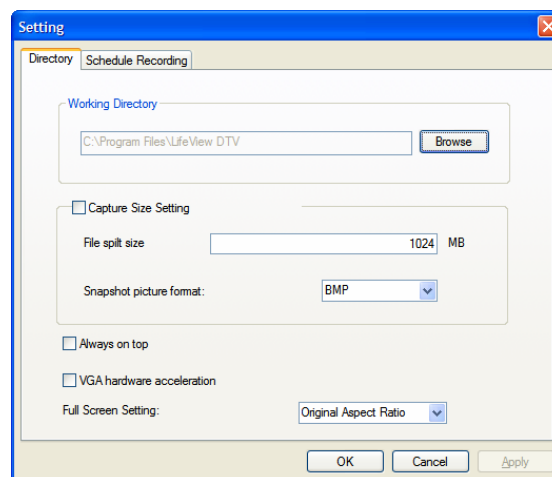 Setting
Directory Schedule Recording
Working Directory
C:\Program Files\LifeView DTV Browse
Capture Size Setting
File spilt size 1024 MB
Snapshot picture format: BMP
Always on top
VGA hardware acceleration
Full Screen Setting: Original Aspect Ratio
OK Cancel Apply